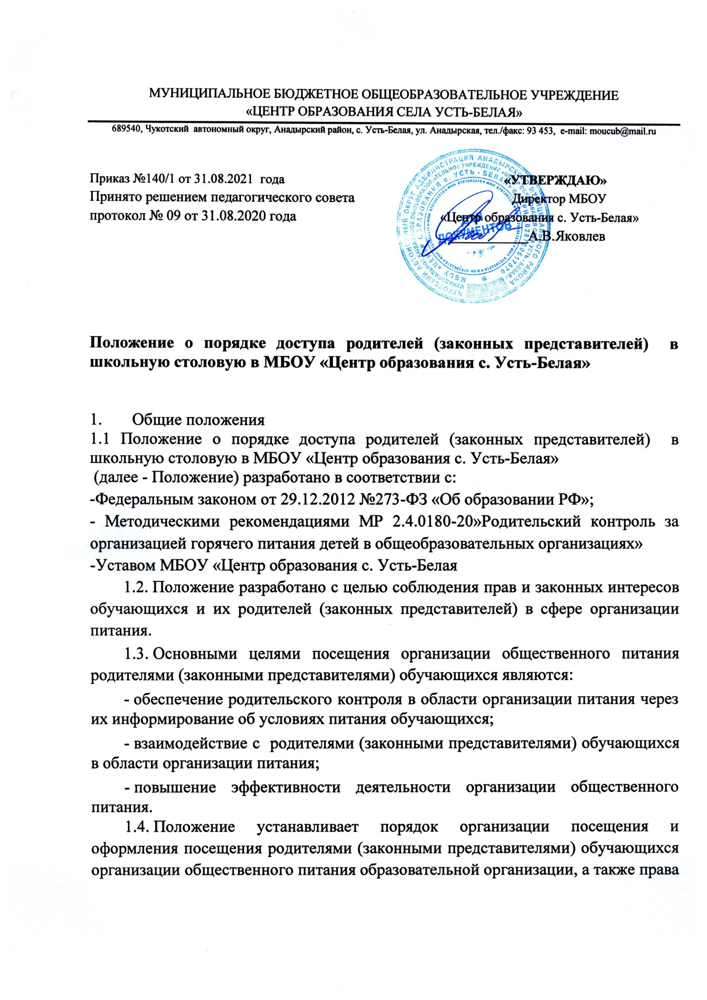 МУНИЦИПАЛЬНОЕ БЮДЖЕТНОЕ ОБЩЕОБРАЗОВАТЕЛЬНОЕ УЧРЕЖДЕНИЕ
«ЦЕНТР ОБРАЗОВАНИЯ СЕЛА УСТЬ-БЕЛАЯ»
689540, Чукотский автономный округ, Анадырский район, с. Усть-Белая, ул. Анадырская, тел./факс: 93 453, e-mail: moucub@mail.ru
Приказ №140/1 от 31.08.2021 года
Принято решением педагогического совета
протокол № 09 от 31.08.2020 года
«УТВЕРЖДАЮ»
Директор МБОУ
«Центр образования с. Усть-Белая»
А.В.Яковлев
ДЛЯ
ДОКУМЕНТОВ
Положение о порядке доступа родителей (законных представителей) в
школьную столовую в МБОУ «Центр образования с. Усть-Белая»
1. Общие положения
1.1 Положение о порядке доступа родителей (законных представителей) в
школьную столовую в МБОУ «Центр образования с. Усть-Белая»
(далее - Положение) разработано в соответствии с:
-Федеральным законом от 29.12.2012 №273-ФЗ «Об образовании РФ»;
- Методическими рекомендациями МР 2.4.0180-20»Родительский контроль за
организацией горячего питания детей в общеобразовательных организациях»
-Уставом МБОУ «Центр образования с. Усть-Белая
1.2. Положение разработано с целью соблюдения прав и законных интересов
обучающихся и их родителей (законных представителей) в сфере организации
питания.
1.3. Основными целями посещения организации общественного питания
родителями (законными представителями) обучающихся являются:
- обеспечение родительского контроля в области организации питания через
их информирование об условиях питания обучающихся;
- взаимодействие с родителями (законными представителями) обучающихся
в области организации питания;
- повышение эффективности деятельности организации общественного
питания.
1.4. Положение устанавливает порядок организации посещения и
оформления посещения родителями (законными представителями) обучающихся
организации общественного питания образовательной организации, а также права